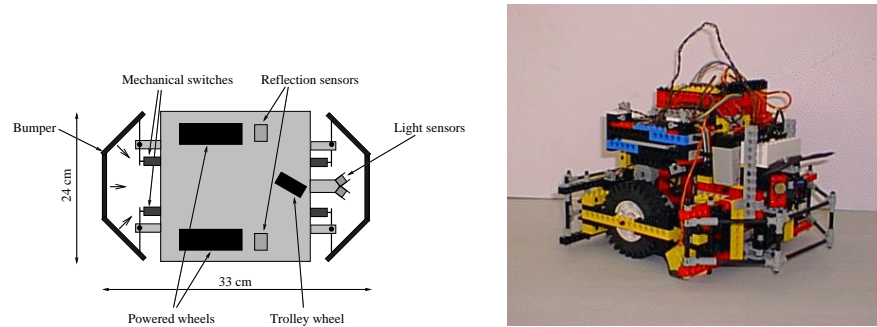 Mechanical switches
Reflection sensors
Bumper
Light sensors
24 cm
33 cm
Powered wheels
Trolley wheel